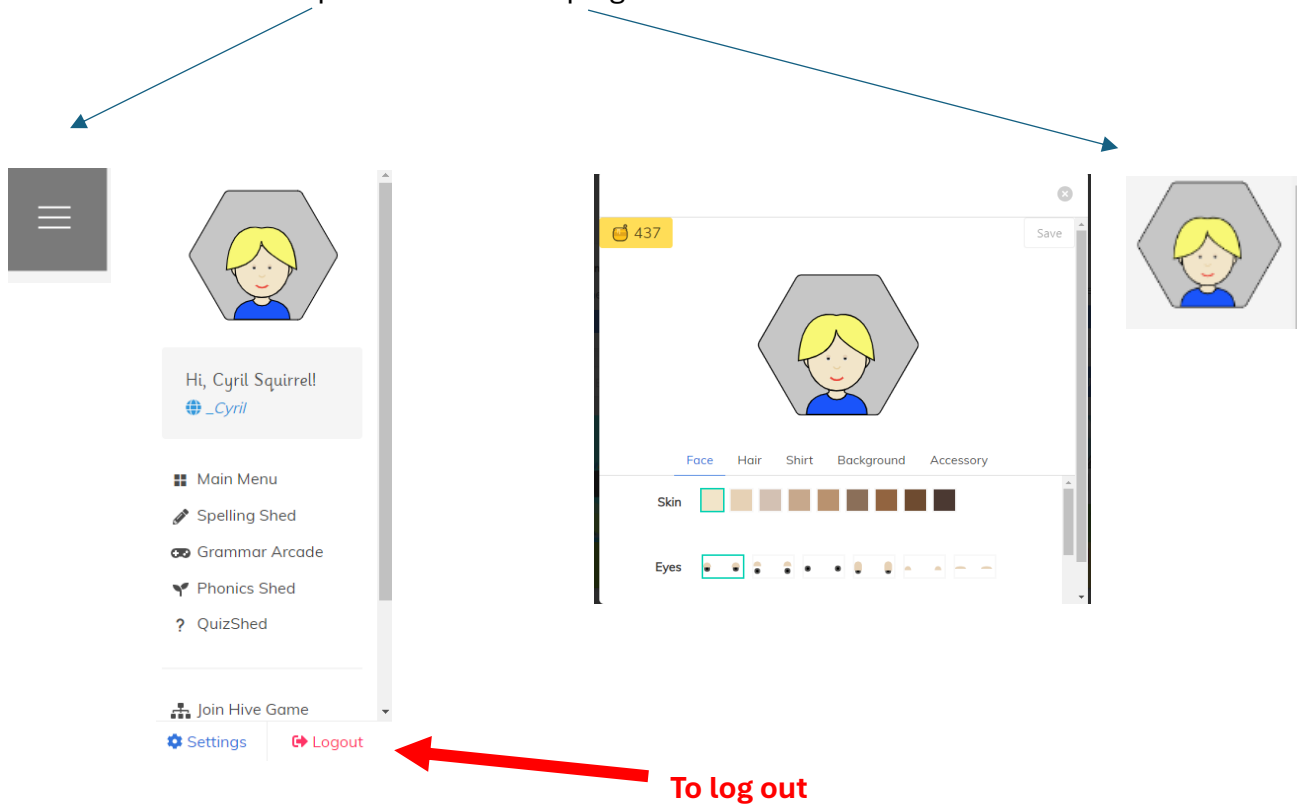 Hi, Cyril Squirrel!
_Cyril
Main Menu
Spelling Shed
Grammar Arcade
Phonics Shed
? QuizShed
Join Hive Game
Settings Logout
437
Save
Face Hair Shirt Background Accessory
Skin
Eyes
To log out